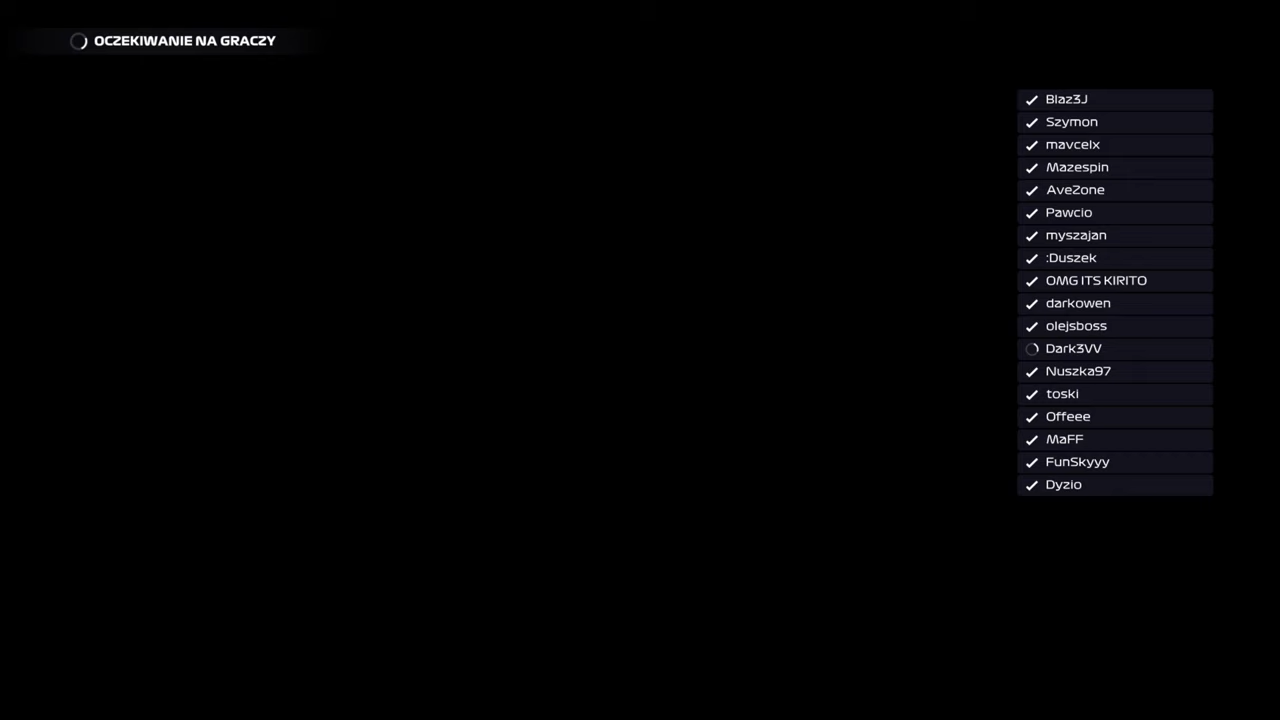 OCZEKIWANIE NA GRACZY
Blaz3J
Szymon
mavcelx
Mazespin
AveZone
Pawcio
myszajan
:Duszek
OMG ITS KIRITO
darkowen
olejsboss
Dark3VV
Nuszka97
toski
Offeee
MaFF
FunSkyyy
Dyzio